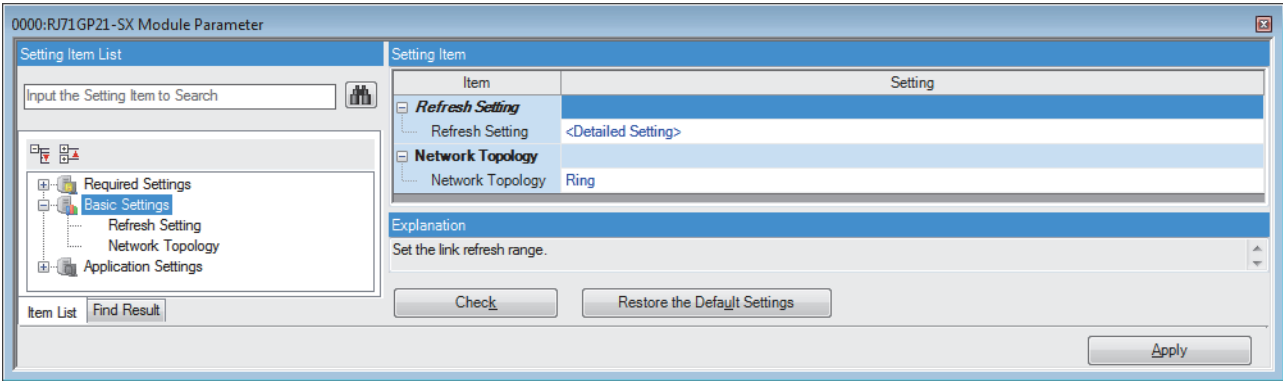 0000:RJ71GP21-SX Module Parameter
Setting Item List
Input the Setting Item to Search
Required Settings
Basic Settings
Refresh Setting
Network Topology
Application Settings
Item List
Find Result
Setting Item
Item Setting
Refresh Setting
Refresh Setting <Detailed Setting>
Network Topology
Network Topology Ring
Explanation
Set the link refresh range.
Check
Restore the Default Settings
Apply